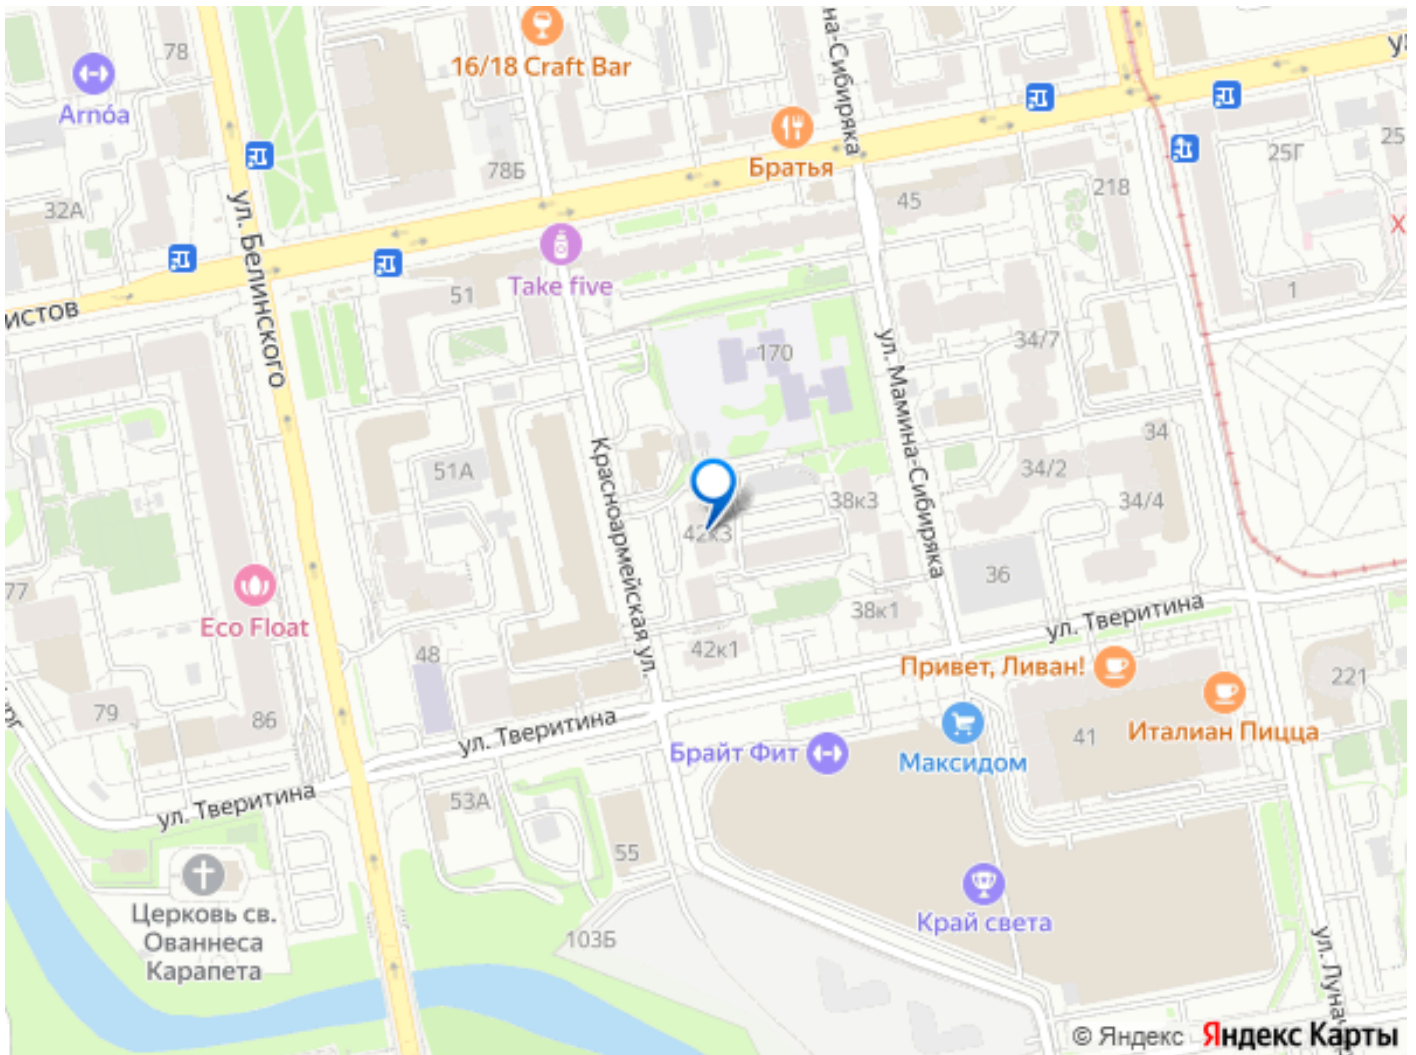 16/18 Craft Bar
78
Arnóa
на-Сибиряка
Братья
78Б
32А
ул. Белинского
45
218
25Г
25
Х
Take five
51
истов
1
170
34/7
ул. Мамина-Сибиряка
34
51А
Красноармейская ул.
34/2
34/4
38к3
42к3
77
36
Eco Float
38к1
ул. Тверитина
42к1
48
Привет, Ливан!
221
79
86
ул. Тверитина
Италиан Пицца
41
Брайт Фит
Максидом
ул. Тверитина
53А
55
Церковь св.
Ованнеса
Карапета
103Б
Край света
ул. Луна
© Яндекс Яндекс Карты